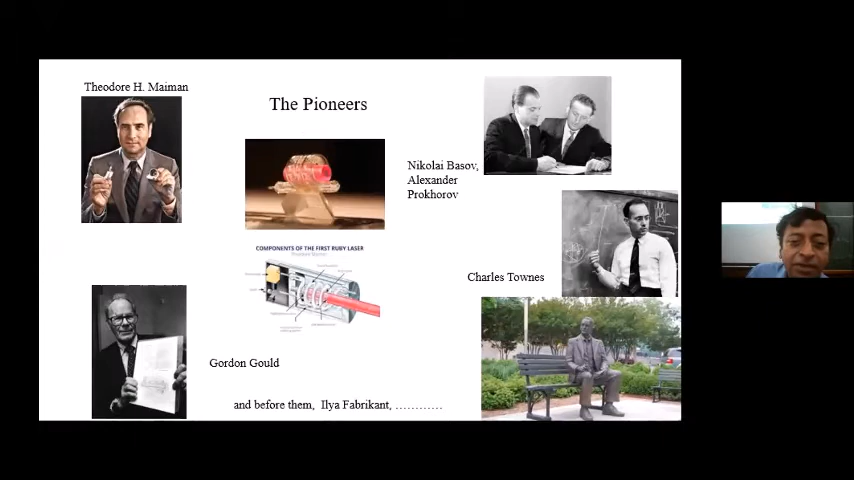 Theodore H. Maiman
The Pioneers
Nikolai Basov,
Alexander
Prokhorov
COMPONENTS OF THE FIRST RUBY LASER
Charles Townes
Gordon Gould
and before them, Ilya Fabrikant, …………